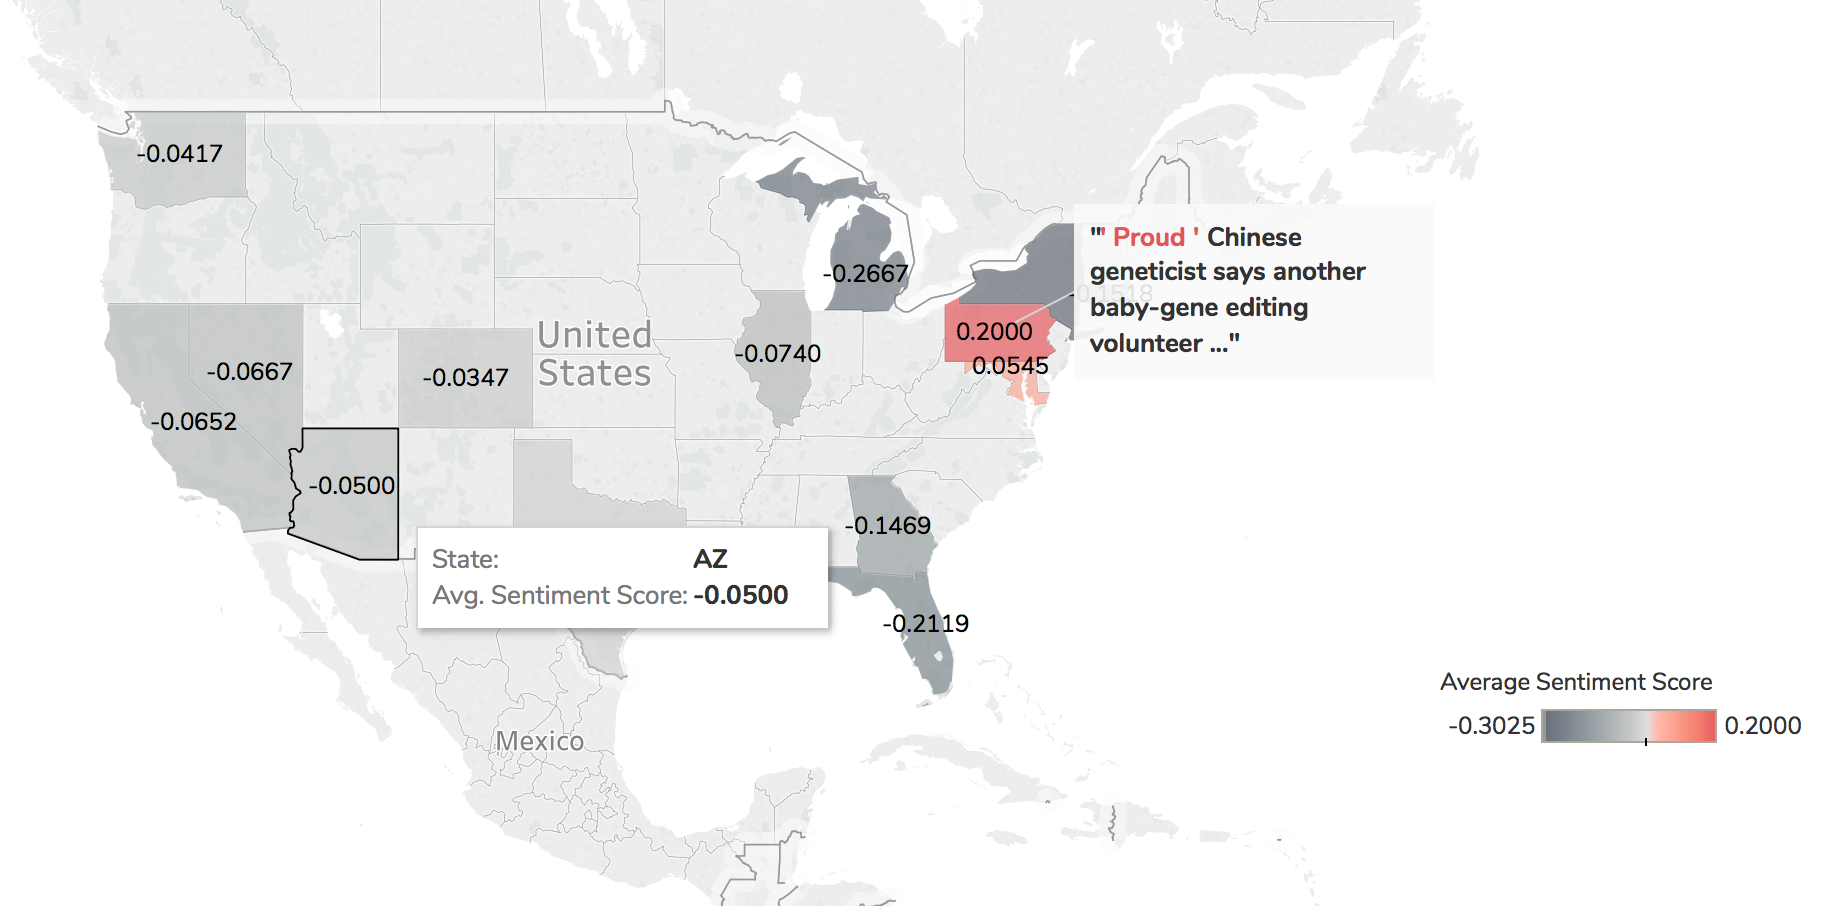 -0.0417
-0.2667
"' Proud ' Chinese
geneticist says another
baby-gene editing
volunteer ..."
-0.1518
0.2000
0.0545
United
States
-0.0740
-0.0667
-0.0347
-0.0652
-0.0500
-0.1469
State: AZ
Avg. Sentiment Score: -0.0500
-0.2119
Average Sentiment Score
-0.3025 0.2000
Mexico